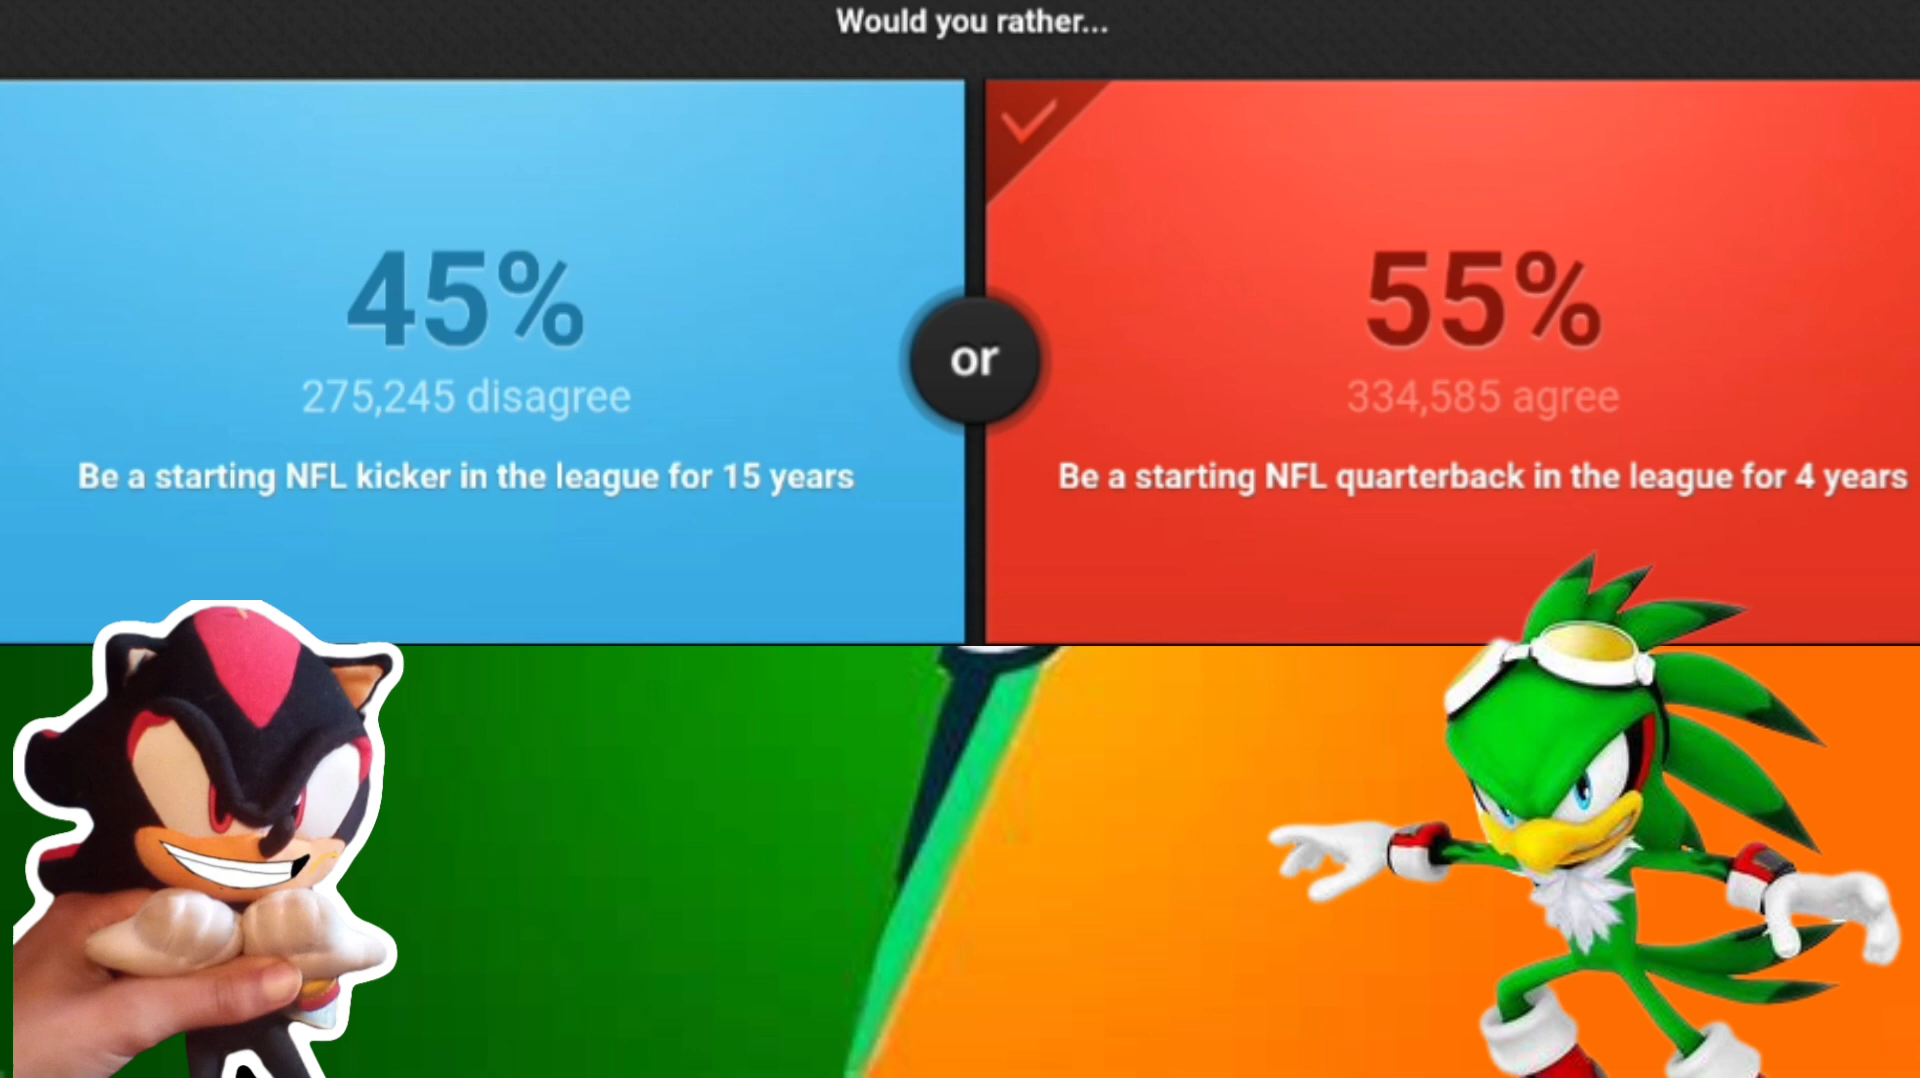 Would you rather...
45%
275,245 disagree
Be a starting NFL kicker in the league for 15 years
or
55%
334,585 agree
Be a starting NFL quarterback in the league for 4 years